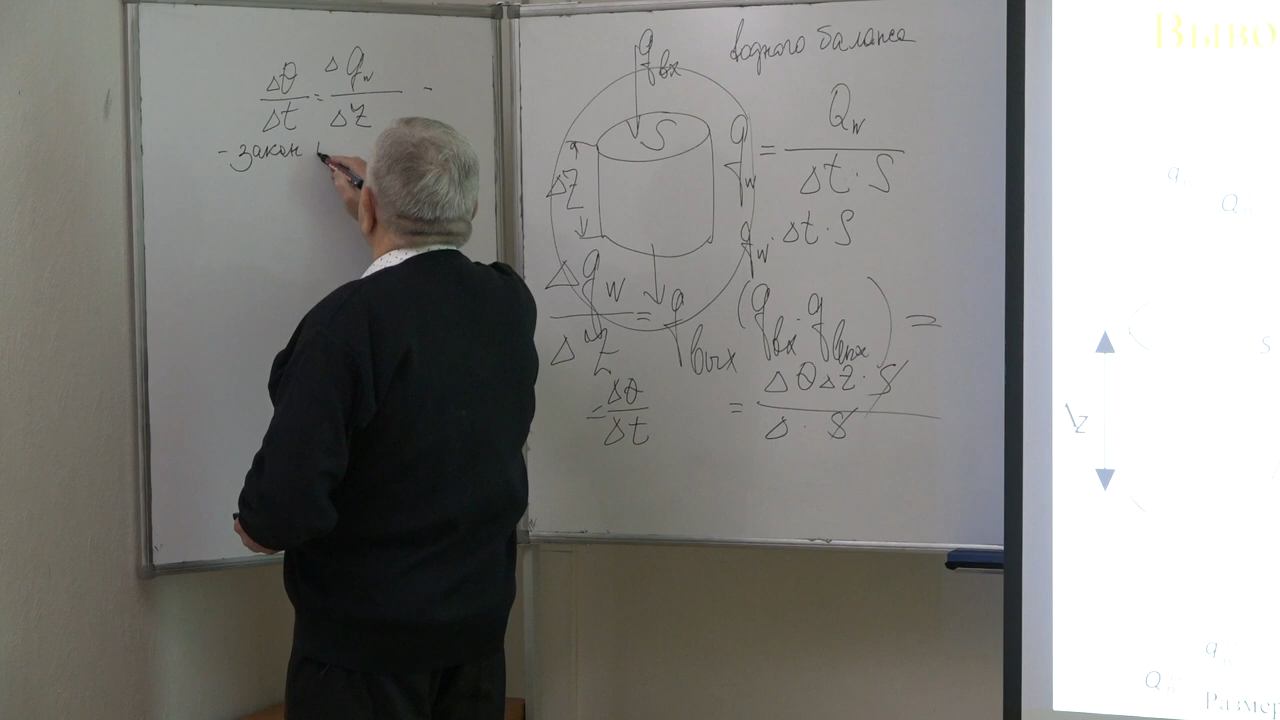 Δθ/Δt = Δq_w/ΔZ -
- закон
водного баланса
q_вх
S
ΔZ
q_w = Q_w/(Δt · S)
q_w · Δt · S
Δq_w/ΔZ =
q_вых
(q_вх - q_вых) =
= Δθ/Δt
= ΔθΔZ · S/Δ · S
Выво
Z
Размер